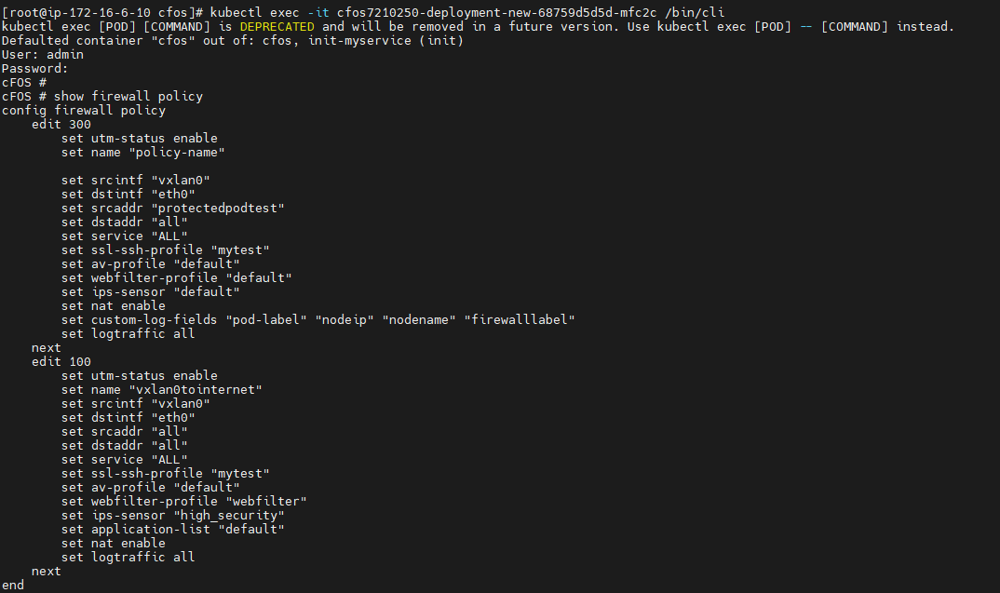 [root@ip-172-16-6-10 cfos]# kubectl exec -it cfos7210250-deployment-new-68759d5d5d-mfc2c /bin/cli
kubectl exec [POD] [COMMAND] is DEPRECATED and will be removed in a future version. Use kubectl exec [POD] -- [COMMAND] instead.
Defaulted container "cfos" out of: cfos, init-myservice (init)
User: admin
Password:
cFOS #
cFOS # show firewall policy
config firewall policy
    edit 300
        set utm-status enable
        set name "policy-name"

        set srcintf "vxlan0"
        set dstintf "eth0"
        set srcaddr "protectedpodtest"
        set dstaddr "all"
        set service "ALL"
        set ssl-ssh-profile "mytest"
        set av-profile "default"
        set webfilter-profile "default"
        set ips-sensor "default"
        set nat enable
        set custom-log-fields "pod-label" "nodeip" "nodename" "firewalllabel"
        set logtraffic all
    next
    edit 100
        set utm-status enable
        set name "vxlan0tointernet"
        set srcintf "vxlan0"
        set dstintf "eth0"
        set srcaddr "all"
        set dstaddr "all"
        set service "ALL"
        set ssl-ssh-profile "mytest"
        set av-profile "default"
        set webfilter-profile "webfilter"
        set ips-sensor "high_security"
        set application-list "default"
        set nat enable
        set logtraffic all
    next
end